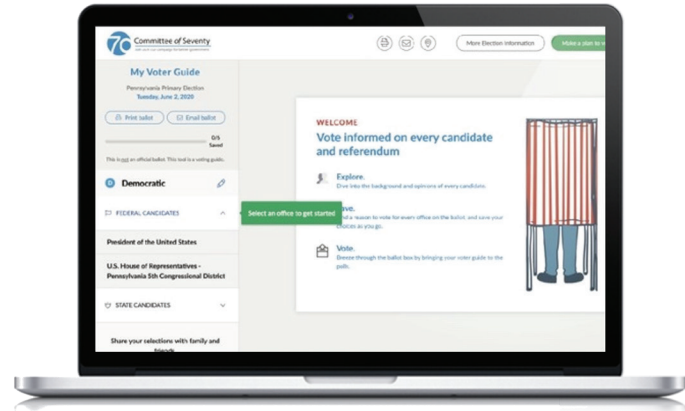 70 Committee of Seventy
More Election Information
Make a plan to
My Voter Guide
Pennsylvania Primary Election
Tuesday, June 2, 2020
Print ballot
Email ballot
0/5
Saved
This is not an official ballot. This tool is a voting guide.
D Democratic
FEDERAL CANDIDATES
President of the United States
U.S. House of Representatives -
Pennsylvania 5th Congressional District
STATE CANDIDATES
Share your selections with family and
friends
Select an office to get started
WELCOME
Vote informed on every candidate
and referendum
Explore.
Dive into the background and opinions of every candidate.
a reason to vote for every office on the ballot, and save your
choices as you go.
Vote.
Breeze through the ballot box by bringing your voter guide to the
polls.